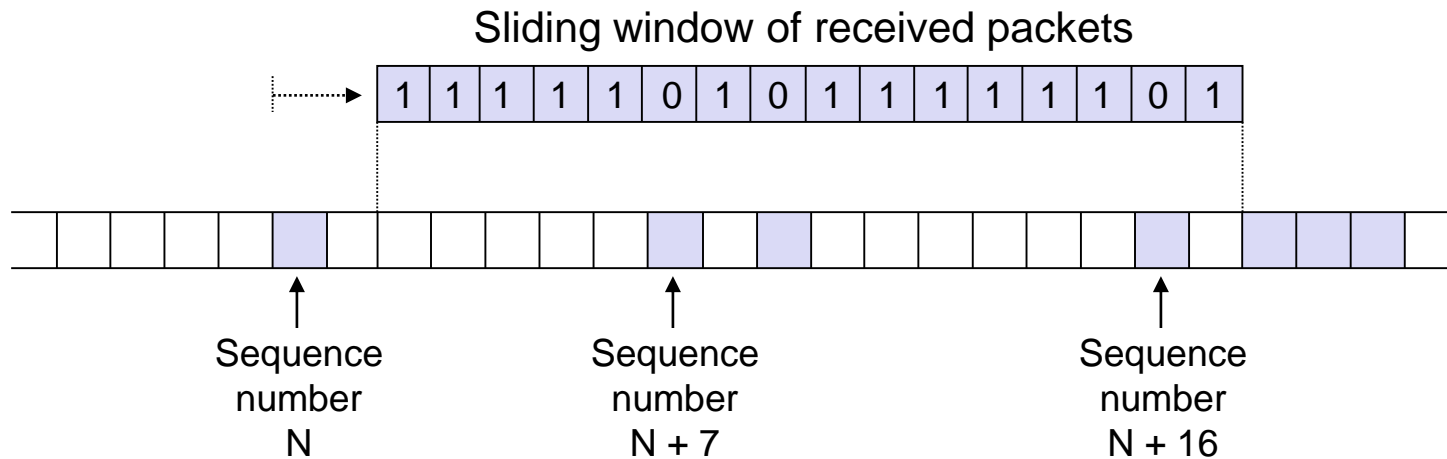 Sliding window of received packets
1 1 1 1 1 0 1 0 1 1 1 1 1 1 0 1
Sequence number N
Sequence number N + 7
Sequence number N + 16